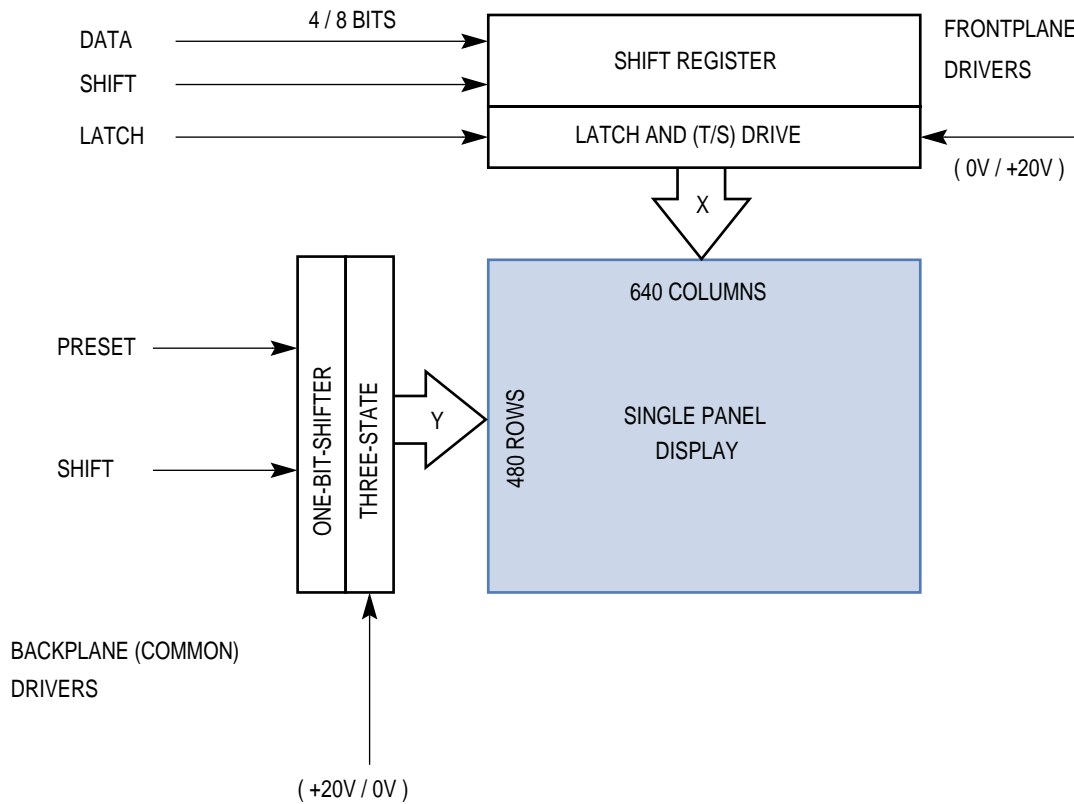 4 / 8 BITS
DATA
SHIFT
LATCH
SHIFT REGISTER
LATCH AND (T/S) DRIVE
FRONTPLANE
DRIVERS
( 0V / +20V )
X
640 COLUMNS
480 ROWS
SINGLE PANEL
DISPLAY
PRESET
SHIFT
ONE-BIT-SHIFTER
THREE-STATE
Y
BACKPLANE (COMMON)
DRIVERS
( +20V / 0V )